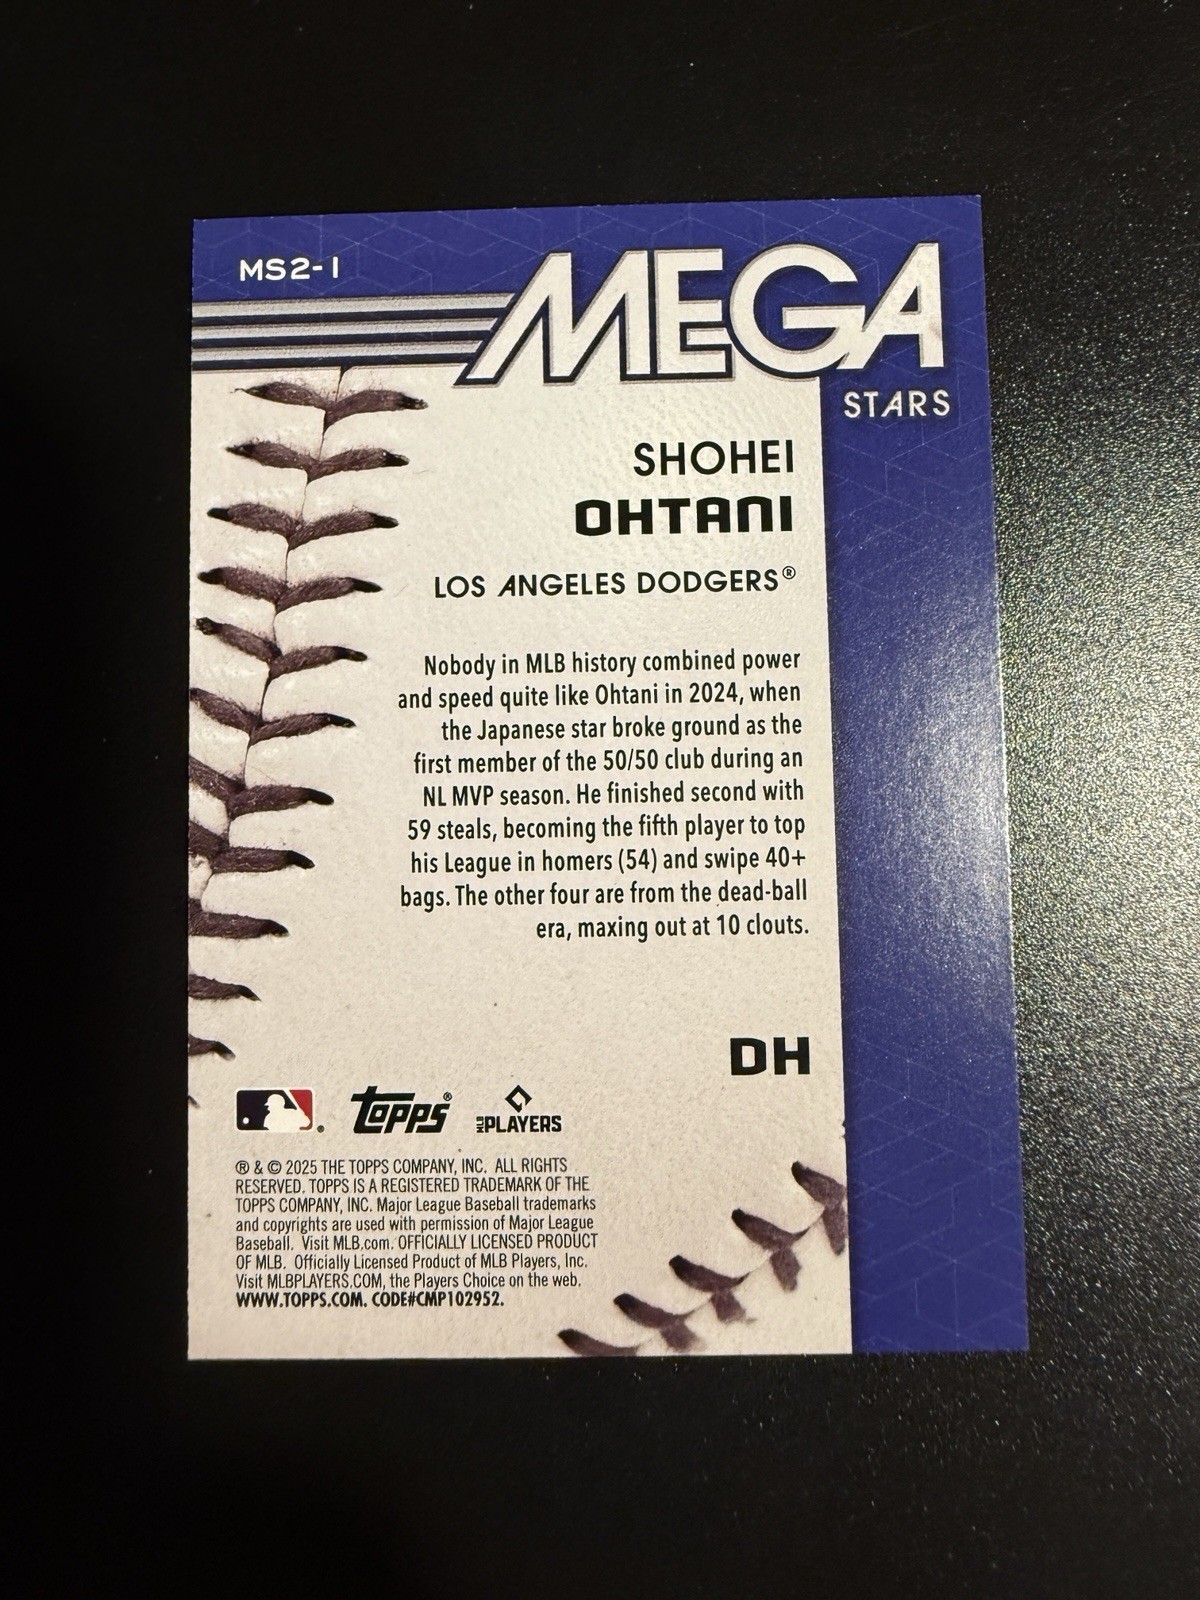 MS2-1
MEGA
STARS
SHOHEI
OHTANI
LOS ANGELES DODGERS®
Nobody in MLB history combined power
and speed quite like Ohtani in 2024, when
the Japanese star broke ground as the
first member of the 50/50 club during an
NL MVP season. He finished second with
59 steals, becoming the fifth player to top
his League in homers (54) and swipe 40+
bags. The other four are from the dead-ball
era, maxing out at 10 clouts.
DH
TOPPS® MLB PLAYERS
® & © 2025 THE TOPPS COMPANY, INC. ALL RIGHTS
RESERVED. TOPPS IS A REGISTERED TRADEMARK OF THE
TOPPS COMPANY, INC. Major League Baseball trademarks
and copyrights are used with permission of Major League
Baseball. Visit MLB.com. OFFICIALLY LICENSED PRODUCT
OF MLB. Officially Licensed Product of MLB Players, Inc.
Visit MLBPLAYERS.COM, the Players Choice on the web.
WWW.TOPPS.COM. CODE#CMP102952.